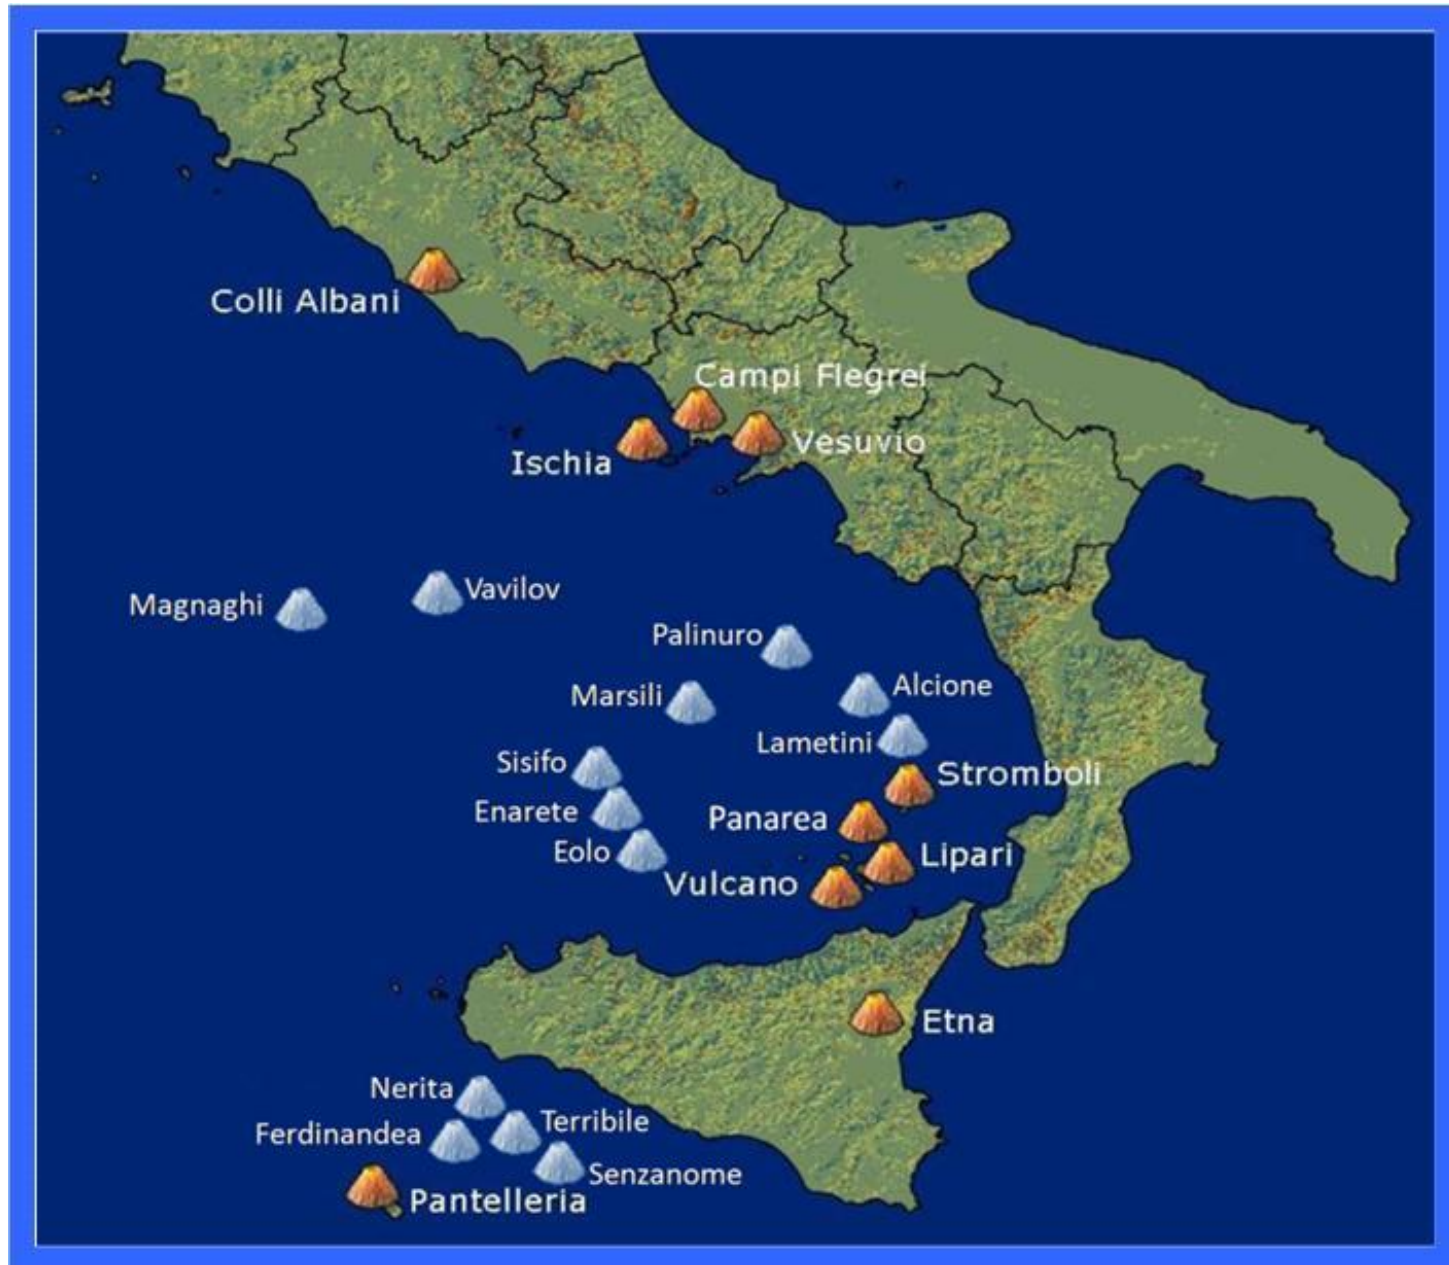 Colli Albani
Campi Flegrei
Vesuvio
Ischia
Vavilov
Magnaghi
Palinuro
Alcione
Marsili
Lametini
Sisifo
Stromboli
Enarete
Panarea
Eolo
Lipari
Vulcano
Etna
Nerita
Terribile
Ferdinandea
Senzanome
Pantelleria